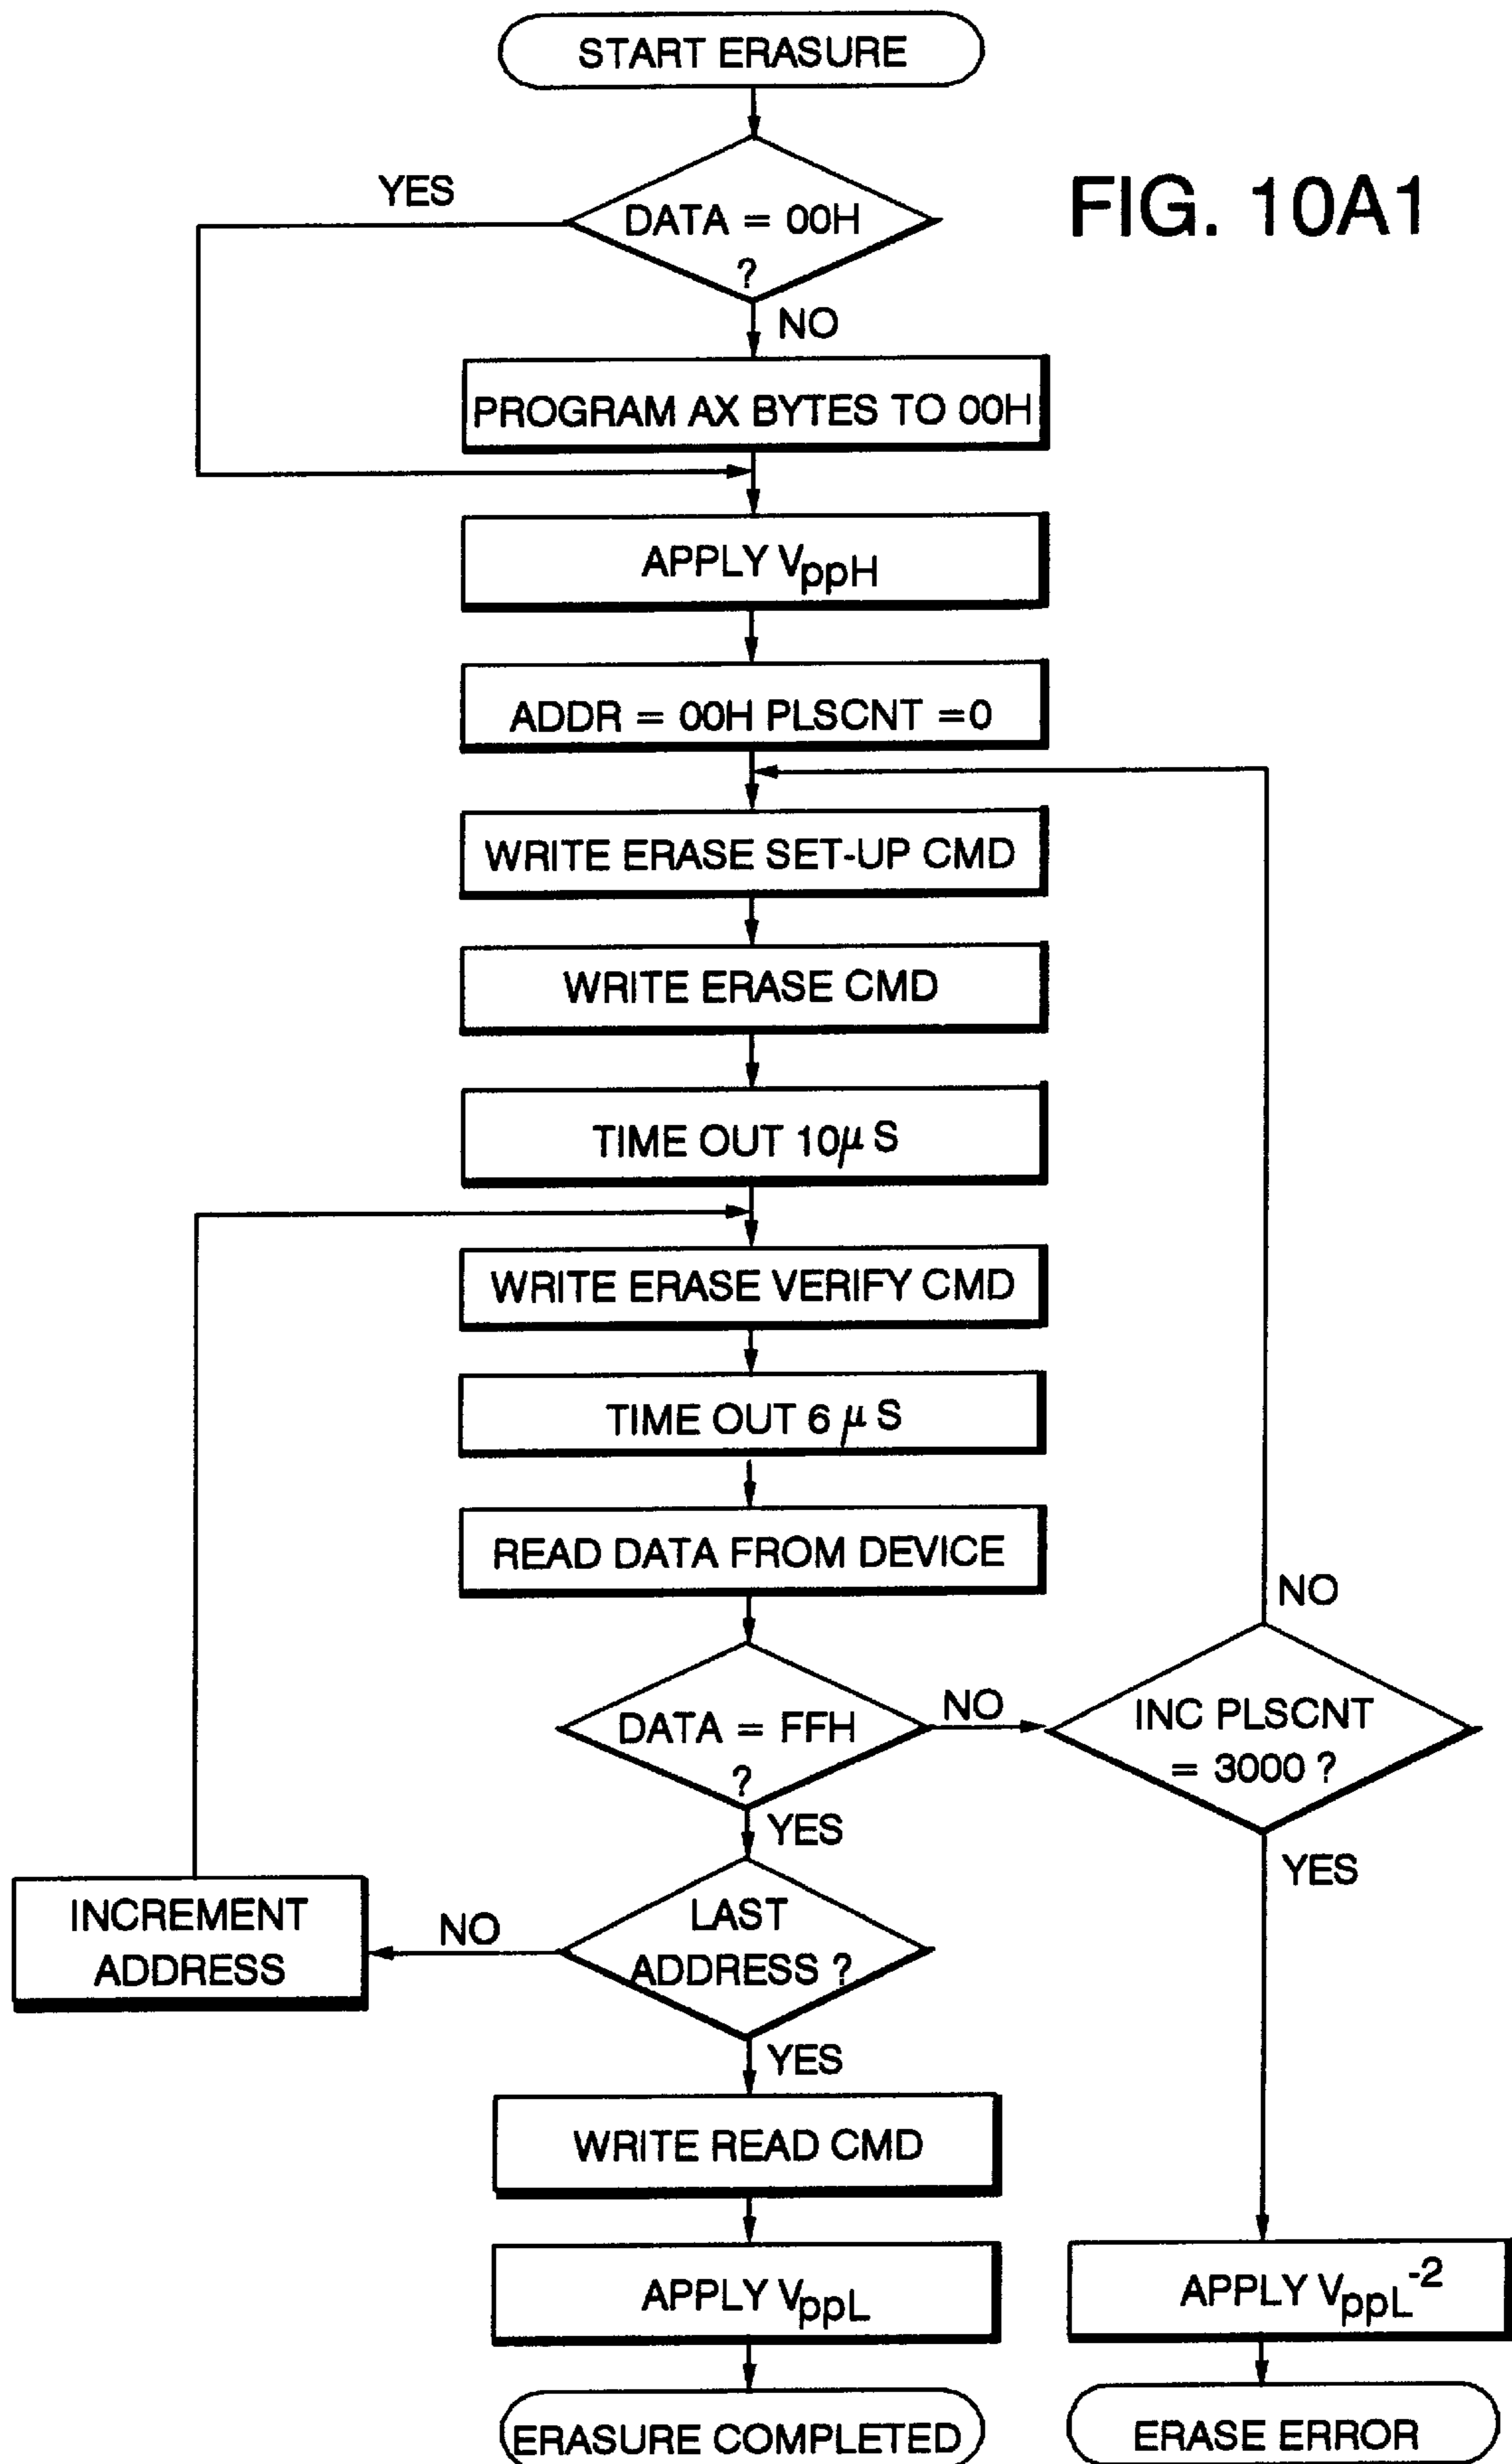 START ERASURE
FIG. 10A1
YES
DATA = 00H
?
NO
PROGRAM AX BYTES TO 00H
APPLY VppH
ADDR = 00H PLSCNT =0
WRITE ERASE SET-UP CMD
WRITE ERASE CMD
TIME OUT 10μ S
WRITE ERASE VERIFY CMD
TIME OUT 6 μ S
READ DATA FROM DEVICE
NO
DATA = FFH
?
NO
INC PLSCNT
= 3000 ?
YES
YES
INCREMENT
ADDRESS
NO
LAST
ADDRESS ?
YES
WRITE READ CMD
APPLY VppL
APPLY VppL-2
ERASURE COMPLETED
ERASE ERROR